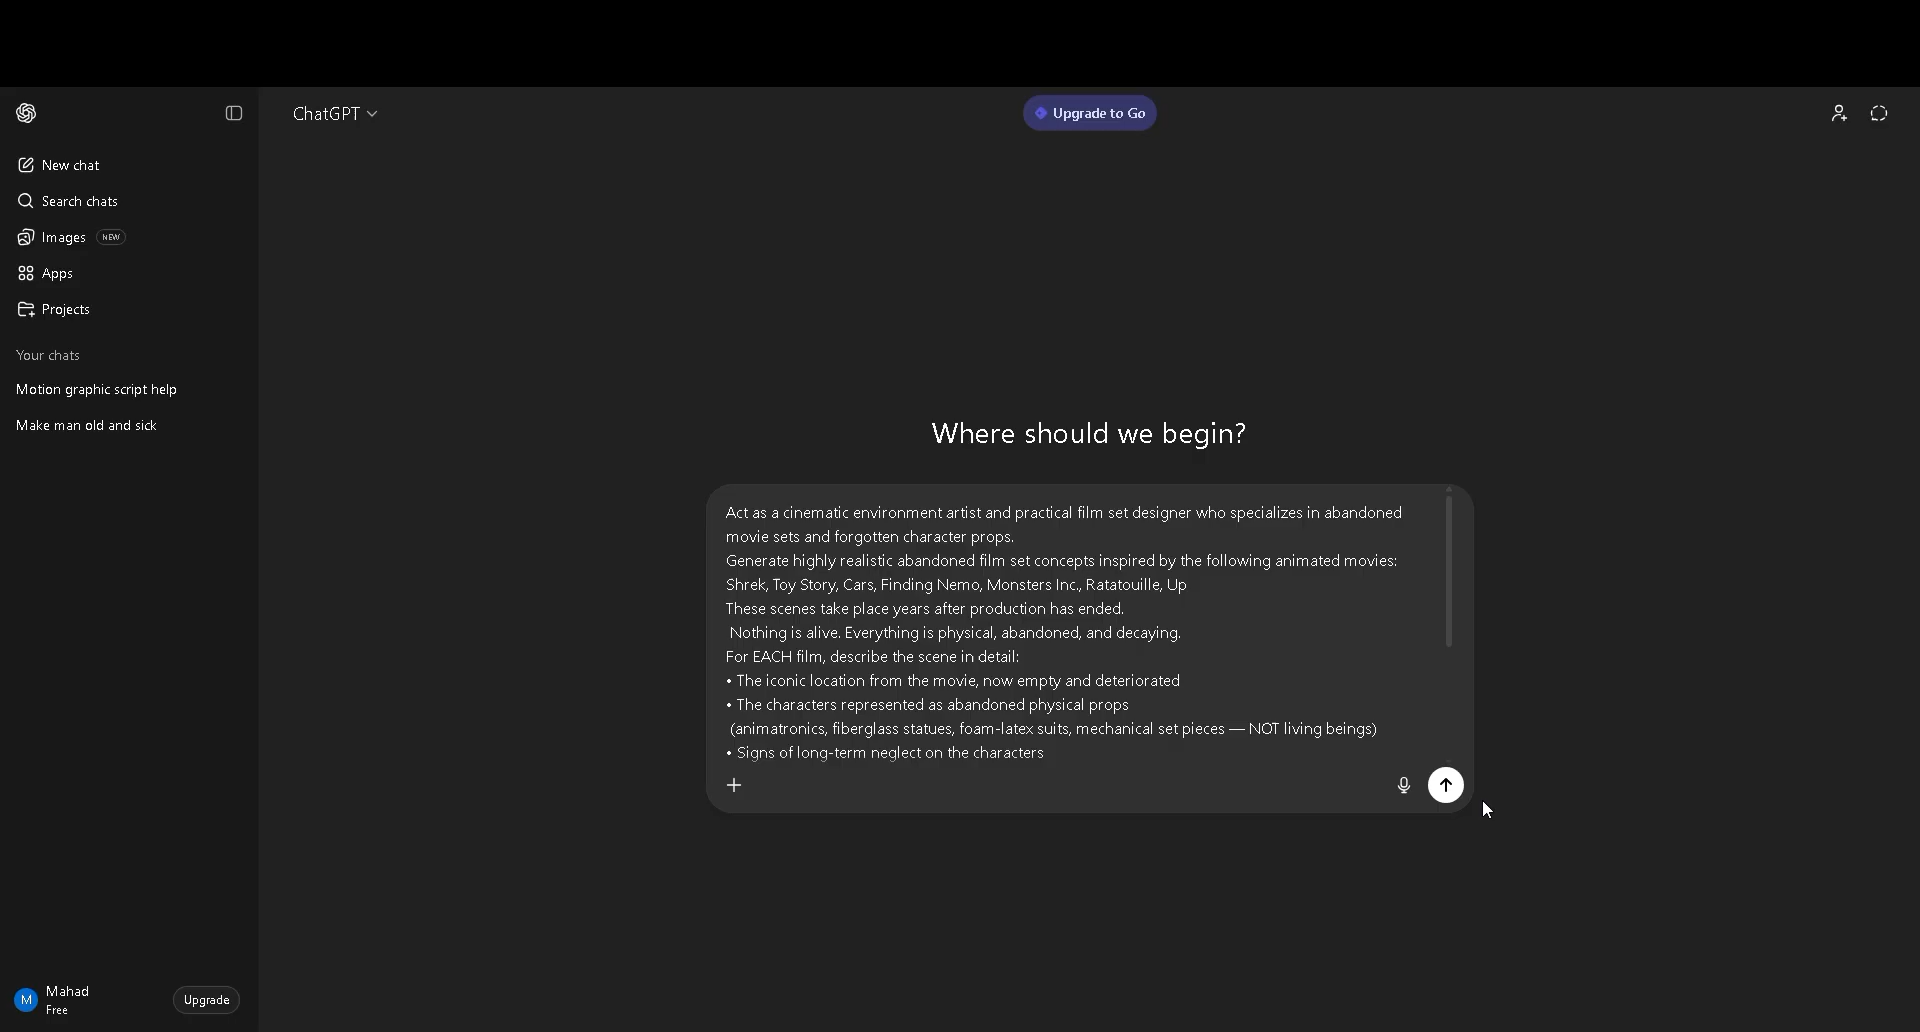 ChatGPT
Upgrade to Go
New chat
Search chats
Images NEW
Apps
Projects
Your chats
Motion graphic script help
Make man old and sick
Where should we begin?
Act as a cinematic environment artist and practical film set designer who specializes in abandoned
movie sets and forgotten character props.
Generate highly realistic abandoned film set concepts inspired by the following animated movies:
Shrek, Toy Story, Cars, Finding Nemo, Monsters Inc., Ratatouille, Up
These scenes take place years after production has ended.
Nothing is alive. Everything is physical, abandoned, and decaying.
For EACH film, describe the scene in detail:
• The iconic location from the movie, now empty and deteriorated
• The characters represented as abandoned physical props
(animatronics, fiberglass statues, foam-latex suits, mechanical set pieces — NOT living beings)
• Signs of long-term neglect on the characters
M
Mahad
Free
Upgrade